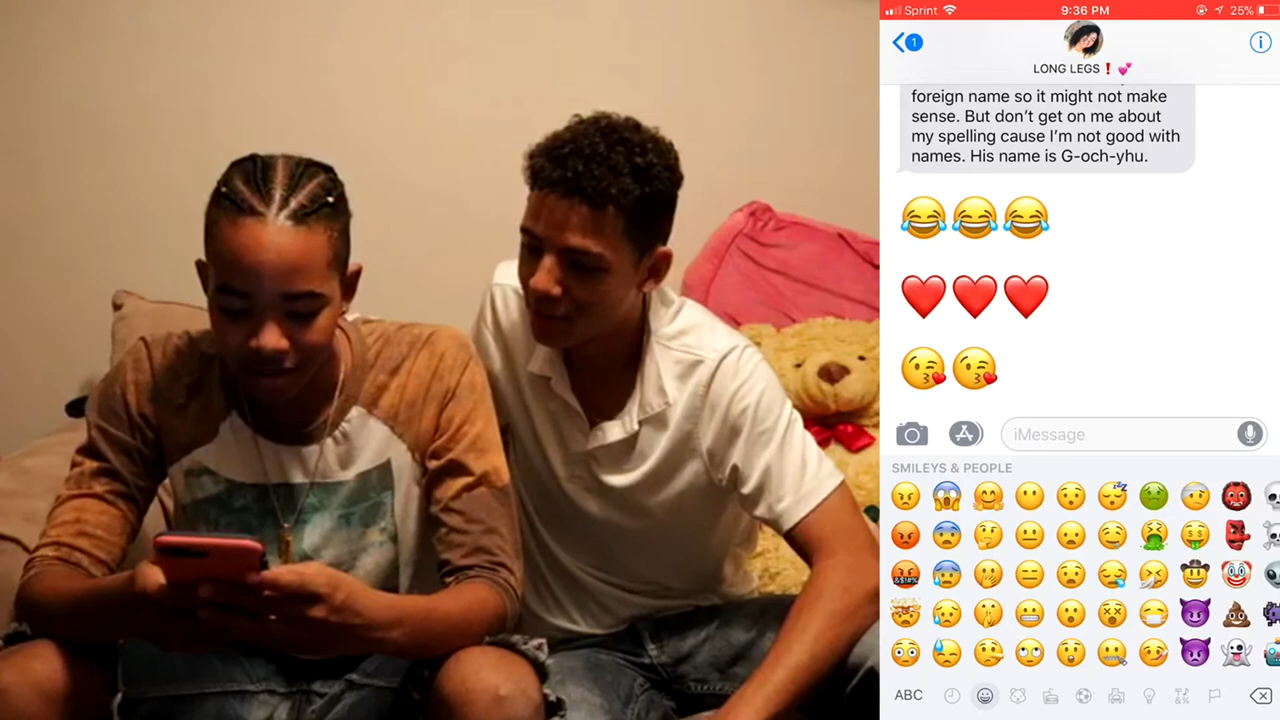 Sprint 9:36 PM 25%
1
LONG LEGS❗💕
foreign name so it might not make
sense. But don't get on me about
my spelling cause I'm not good with
names. His name is G-och-yhu.
😂😂😂
❤️❤️❤️
😘😘
iMessage
SMILEYS & PEOPLE
ABC